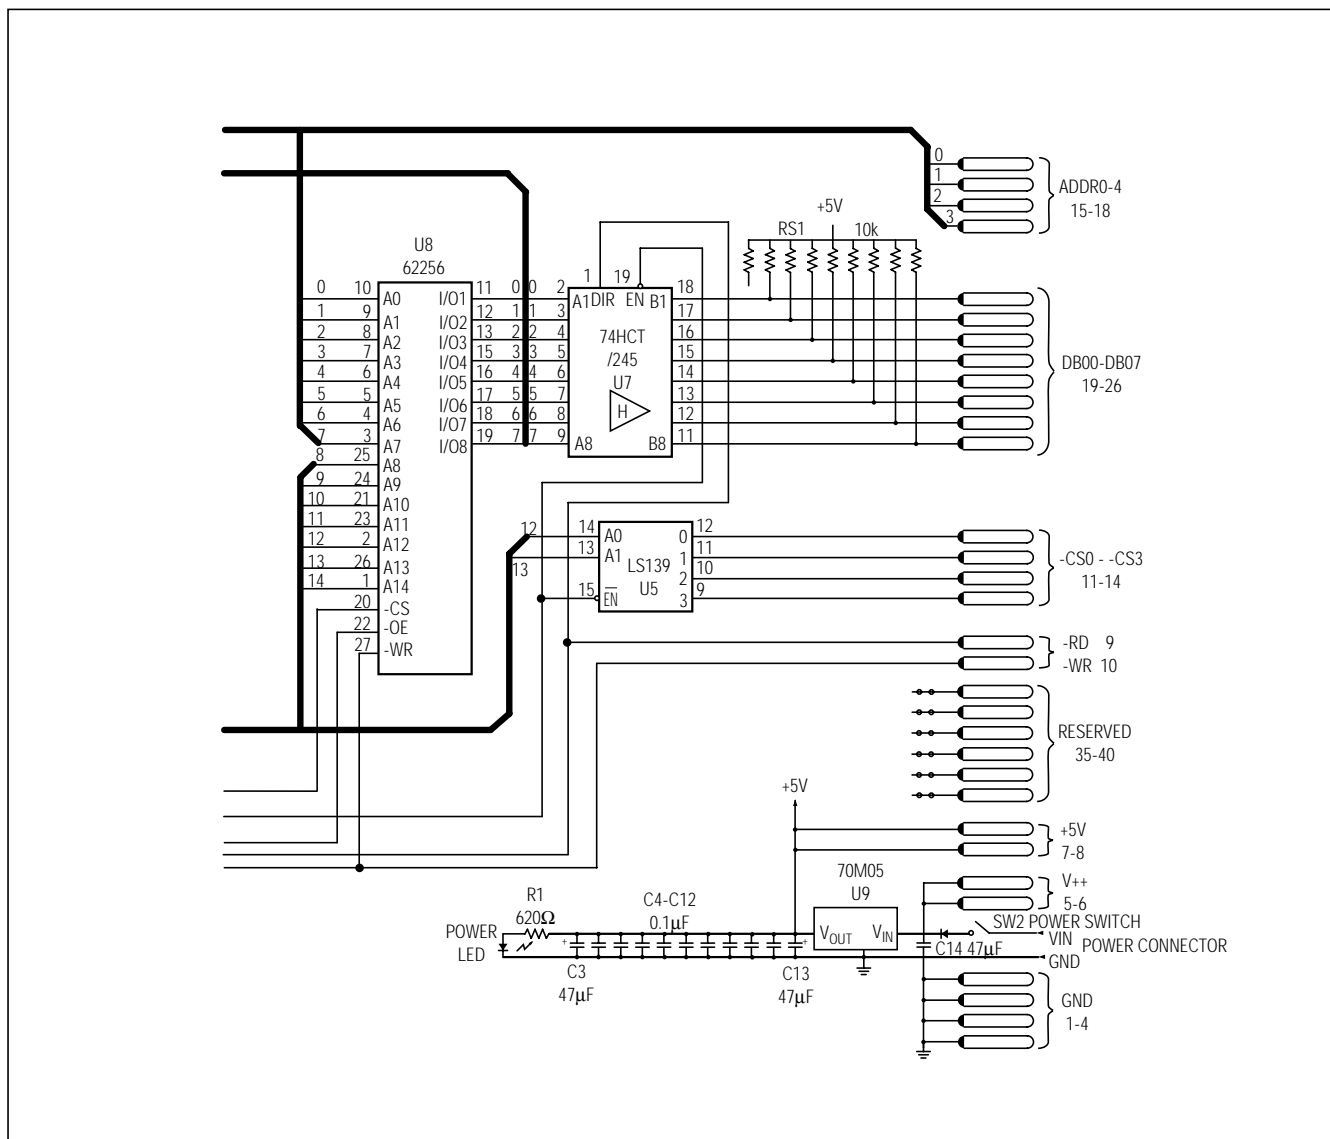 0
1
2
3
ADDR0-4
15-18
+5V
RS1
10k
U8
62256
1
19
0 10 A0 I/O1 11 0 0 2 A1 DIR EN B1 18
1 9 A1 I/O2 12 1 1 3 17
2 8 A2 I/O3 13 2 2 4 74HCT 16
3 7 A3 I/O4 15 3 3 5 /245 15
4 6 A4 I/O5 16 4 4 6 U7 14
5 5 A5 I/O6 17 5 5 7 H 13
6 4 A6 I/O7 18 6 6 8 12
7 3 A7 I/O8 19 7 7 9 A8 B8 11
DB00-DB07
19-26
8 25 A8
9 24 A9
10 21 A10
11 23 A11
12 2 A12
13 26 A13
14 1 A14
20 -CS
22 -OE
27 -WR
12 14 A0 0 12
13 13 A1 1 11
LS139 2 10
15 EN U5 3 9
-CS0 - -CS3
11-14
-RD 9
-WR 10
RESERVED
35-40
+5V
+5V
7-8
70M05
U9
V++
5-6
R1
620Ω
C4-C12
0.1µF
POWER
LED
VOUT VIN
SW2 POWER SWITCH
VIN
POWER CONNECTOR
GND
C14 47µF
+
+
C3
47µF
C13
47µF
GND
1-4